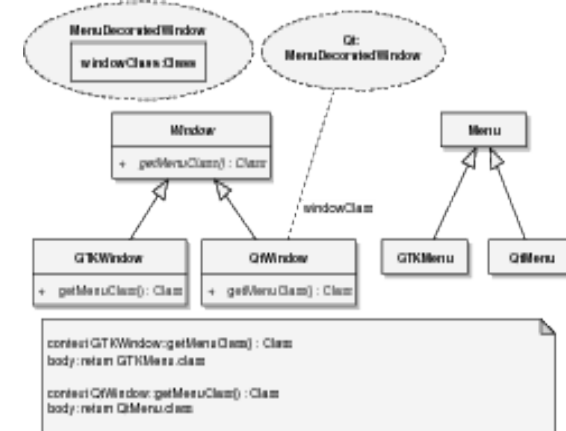 MenuDecoratedWindow
windowClass:Class
Qt:
MenuDecoratedWindow
Window
+ getMenuClass() : Class
Menu
windowClass
GTKWindow
+ getMenuClass() : Class
QtWindow
+ getMenuClass() : Class
GTKMenu
QtMenu
context GTKWindow::getMenuClass() : Class
body: return GTKMenu.class
context QtWindow::getMenuClass() : Class
body: return QtMenu.class